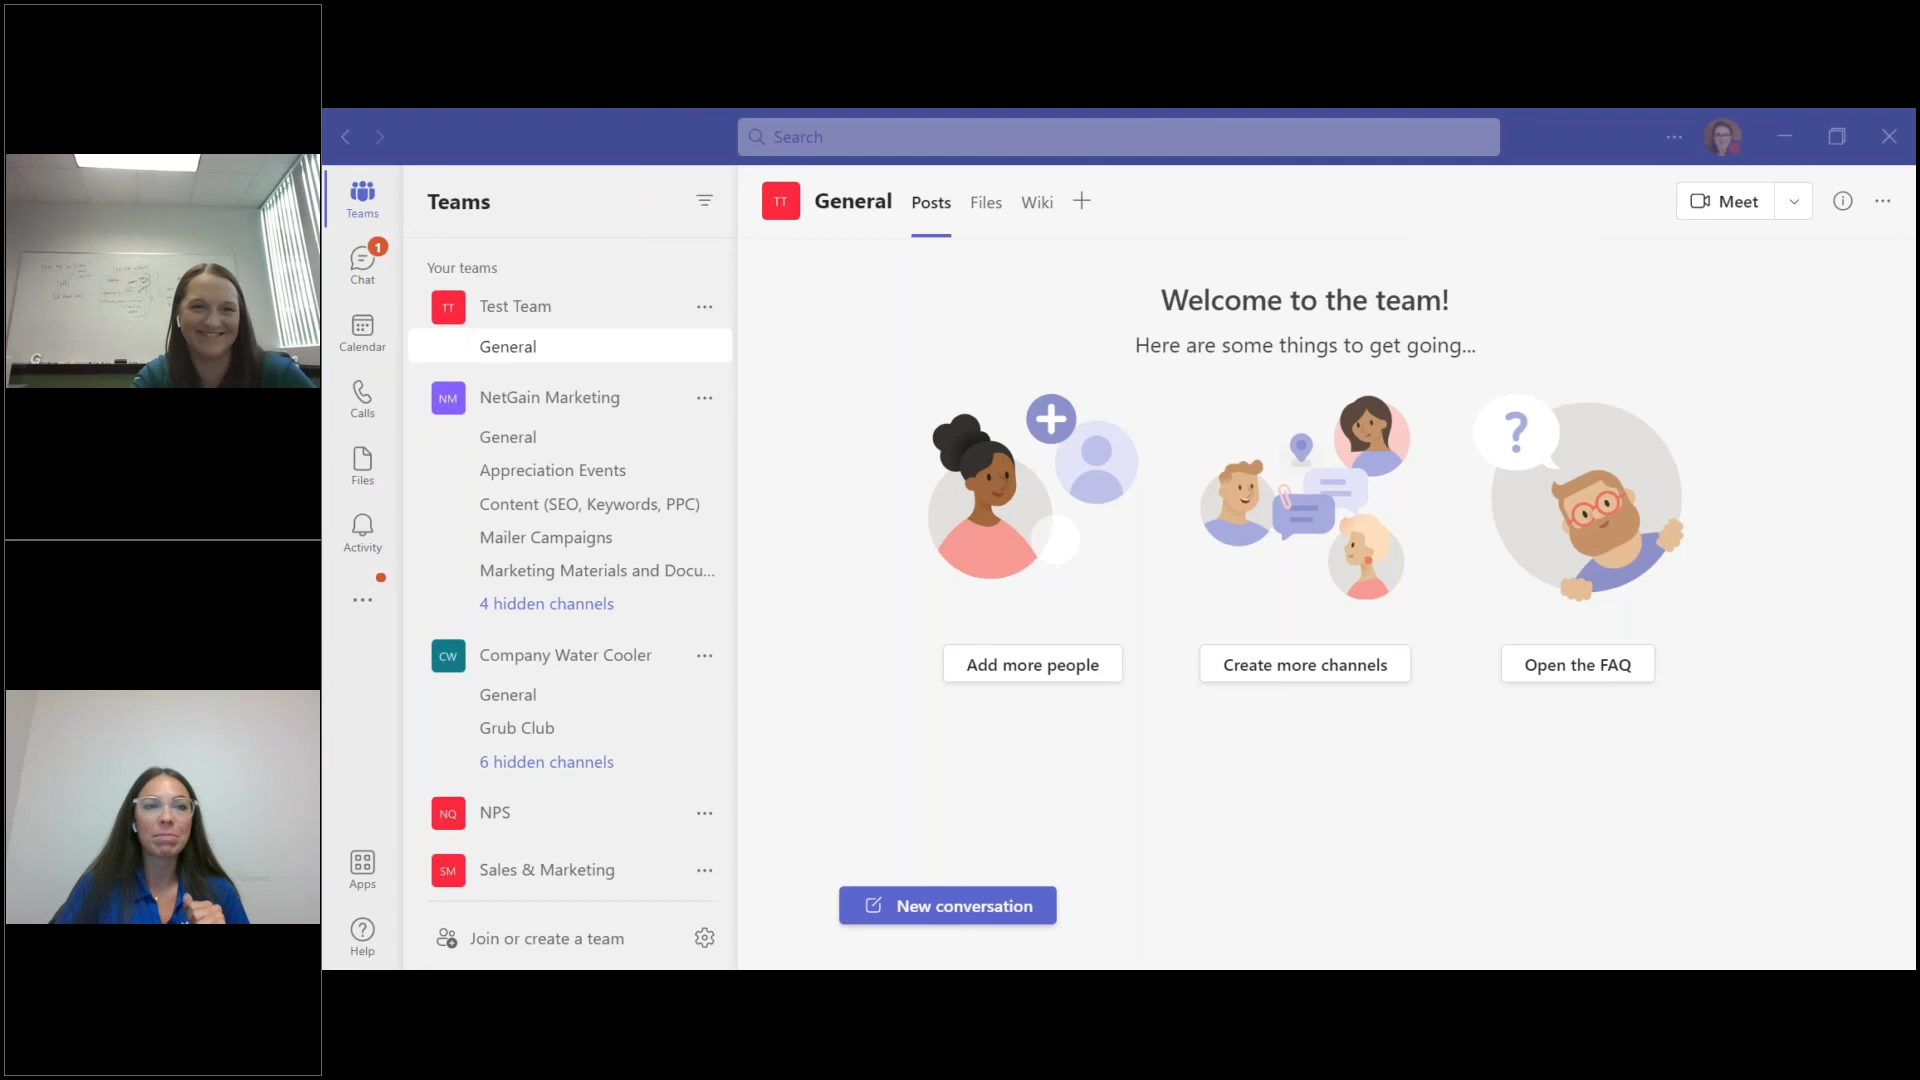 Search
Teams
Chat
1
Calendar
Calls
Files
Activity
Apps
Help
Teams
Your teams
TT Test Team
General
NM NetGain Marketing
General
Appreciation Events
Content (SEO, Keywords, PPC)
Mailer Campaigns
Marketing Materials and Docu...
4 hidden channels
CW Company Water Cooler
General
Grub Club
6 hidden channels
NQ NPS
SM Sales & Marketing
Join or create a team
TT General Posts Files Wiki
Meet
Welcome to the team!
Here are some things to get going...
?
Add more people
Create more channels
Open the FAQ
New conversation